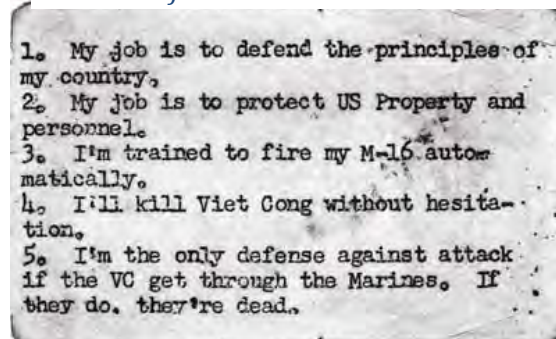 1. My job is to defend the principles of
my country.
2. My job is to protect US Property and
personnel.
3. I'm trained to fire my M-16 auto-
matically.
4. I'll kill Viet Cong without hesita-
tion.
5. I'm the only defense against attack
if the VC get through the Marines. If
they do. they're dead.